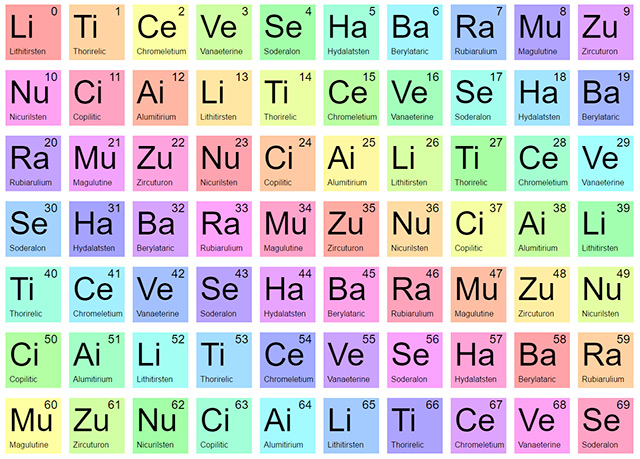 0 1 2 3 4 5 6 7 8 9
Li Ti Ce Ve Se Ha Ba Ra Mu Zu
Lithitirsten Thorirelic Chromeletium Vanaeterine Soderalon Hydalatsten Berylataric Rubiarulium Magulutine Zircuturon
10 11 12 13 14 15 16 17 18 19
Nu Ci Ai Li Ti Ce Ve Se Ha Ba
Nicurilsten Copilitic Alumitirium Lithitirsten Thorirelic Chromeletium Vanaeterine Soderalon Hydalatsten Berylataric
20 21 22 23 24 25 26 27 28 29
Ra Mu Zu Nu Ci Ai Li Ti Ce Ve
Rubiarulium Magulutine Zircuturon Nicurilsten Copilitic Alumitirium Lithitirsten Thorirelic Chromeletium Vanaeterine
30 31 32 33 34 35 36 37 38 39
Se Ha Ba Ra Mu Zu Nu Ci Ai Li
Soderalon Hydalatsten Berylataric Rubiarulium Magulutine Zircuturon Nicurilsten Copilitic Alumitirium Lithitirsten
40 41 42 43 44 45 46 47 48 49
Ti Ce Ve Se Ha Ba Ra Mu Zu Nu
Thorirelic Chromeletium Vanaeterine Soderalon Hydalatsten Berylataric Rubiarulium Magulutine Zircuturon Nicurilsten
50 51 52 53 54 55 56 57 58 59
Ci Ai Li Ti Ce Ve Se Ha Ba Ra
Copilitic Alumitirium Lithitirsten Thorirelic Chromeletium Vanaeterine Soderalon Hydalatsten Berylataric Rubiarulium
60 61 62 63 64 65 66 67 68 69
Mu Zu Nu Ci Ai Li Ti Ce Ve Se
Magulutine Zircuturon Nicurilsten Copilitic Alumitirium Lithitirsten Thorirelic Chromeletium Vanaeterine Soderalon